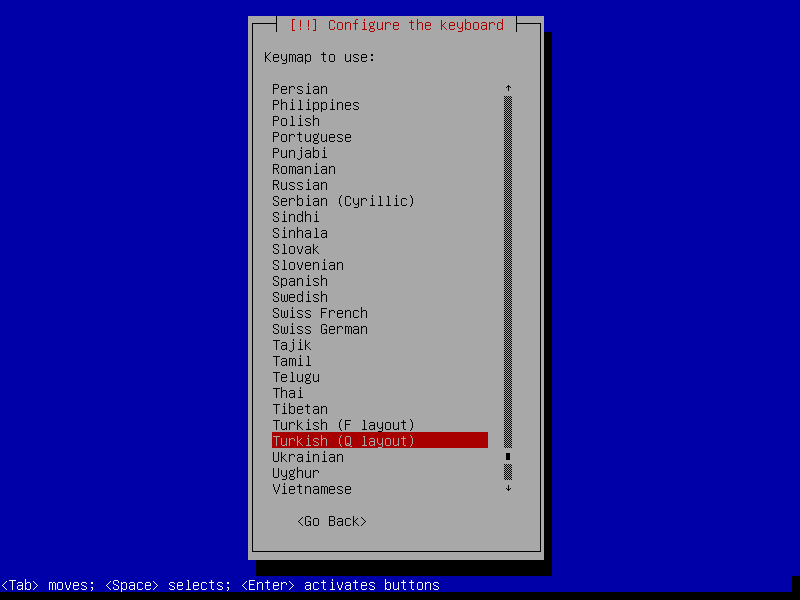 [!!] Configure the keyboard
Keymap to use:
Persian
Philippines
Polish
Portuguese
Punjabi
Romanian
Russian
Serbian (Cyrillic)
Sindhi
Sinhala
Slovak
Slovenian
Spanish
Swedish
Swiss French
Swiss German
Tajik
Tamil
Telugu
Thai
Tibetan
Turkish (F layout)
Turkish (Q layout)
Ukrainian
Uyghur
Vietnamese
<Go Back>
<Tab> moves; <Space> selects; <Enter> activates buttons